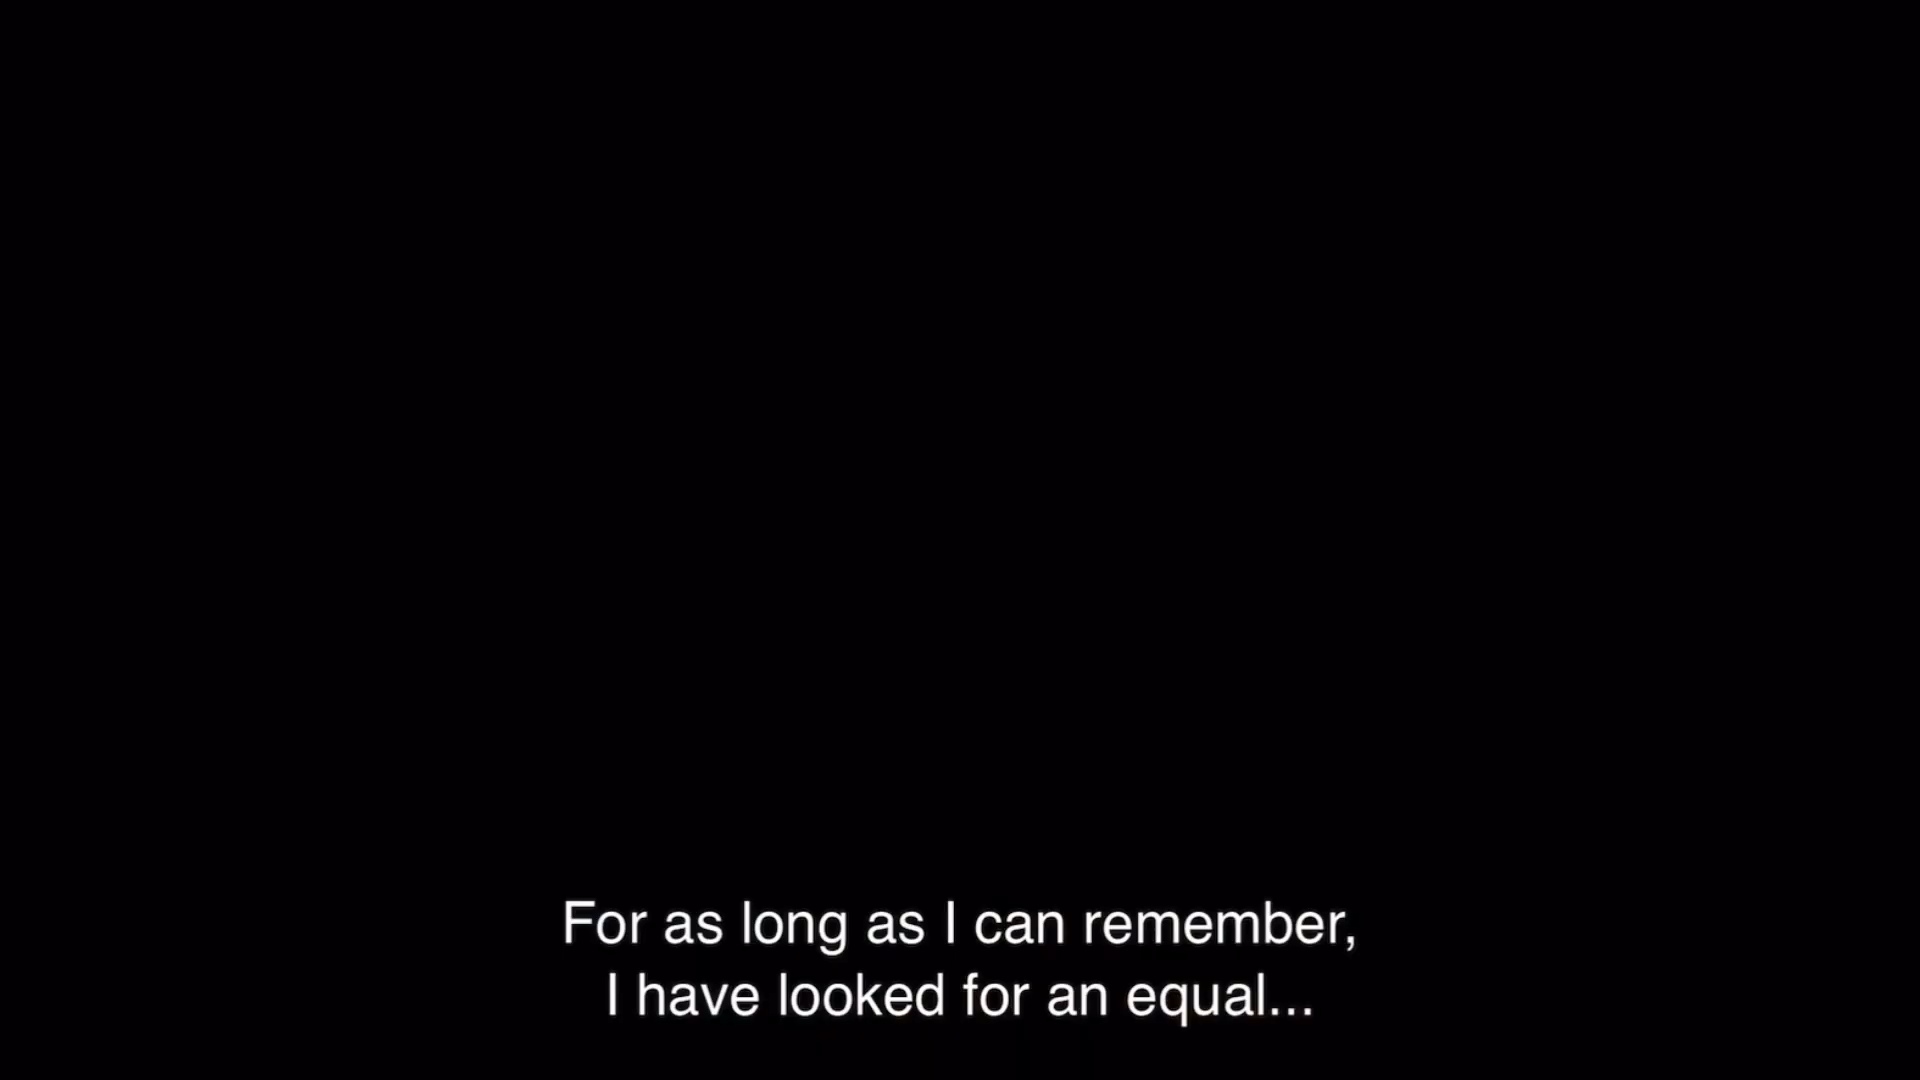 For as long as I can remember,
I have looked for an equal...